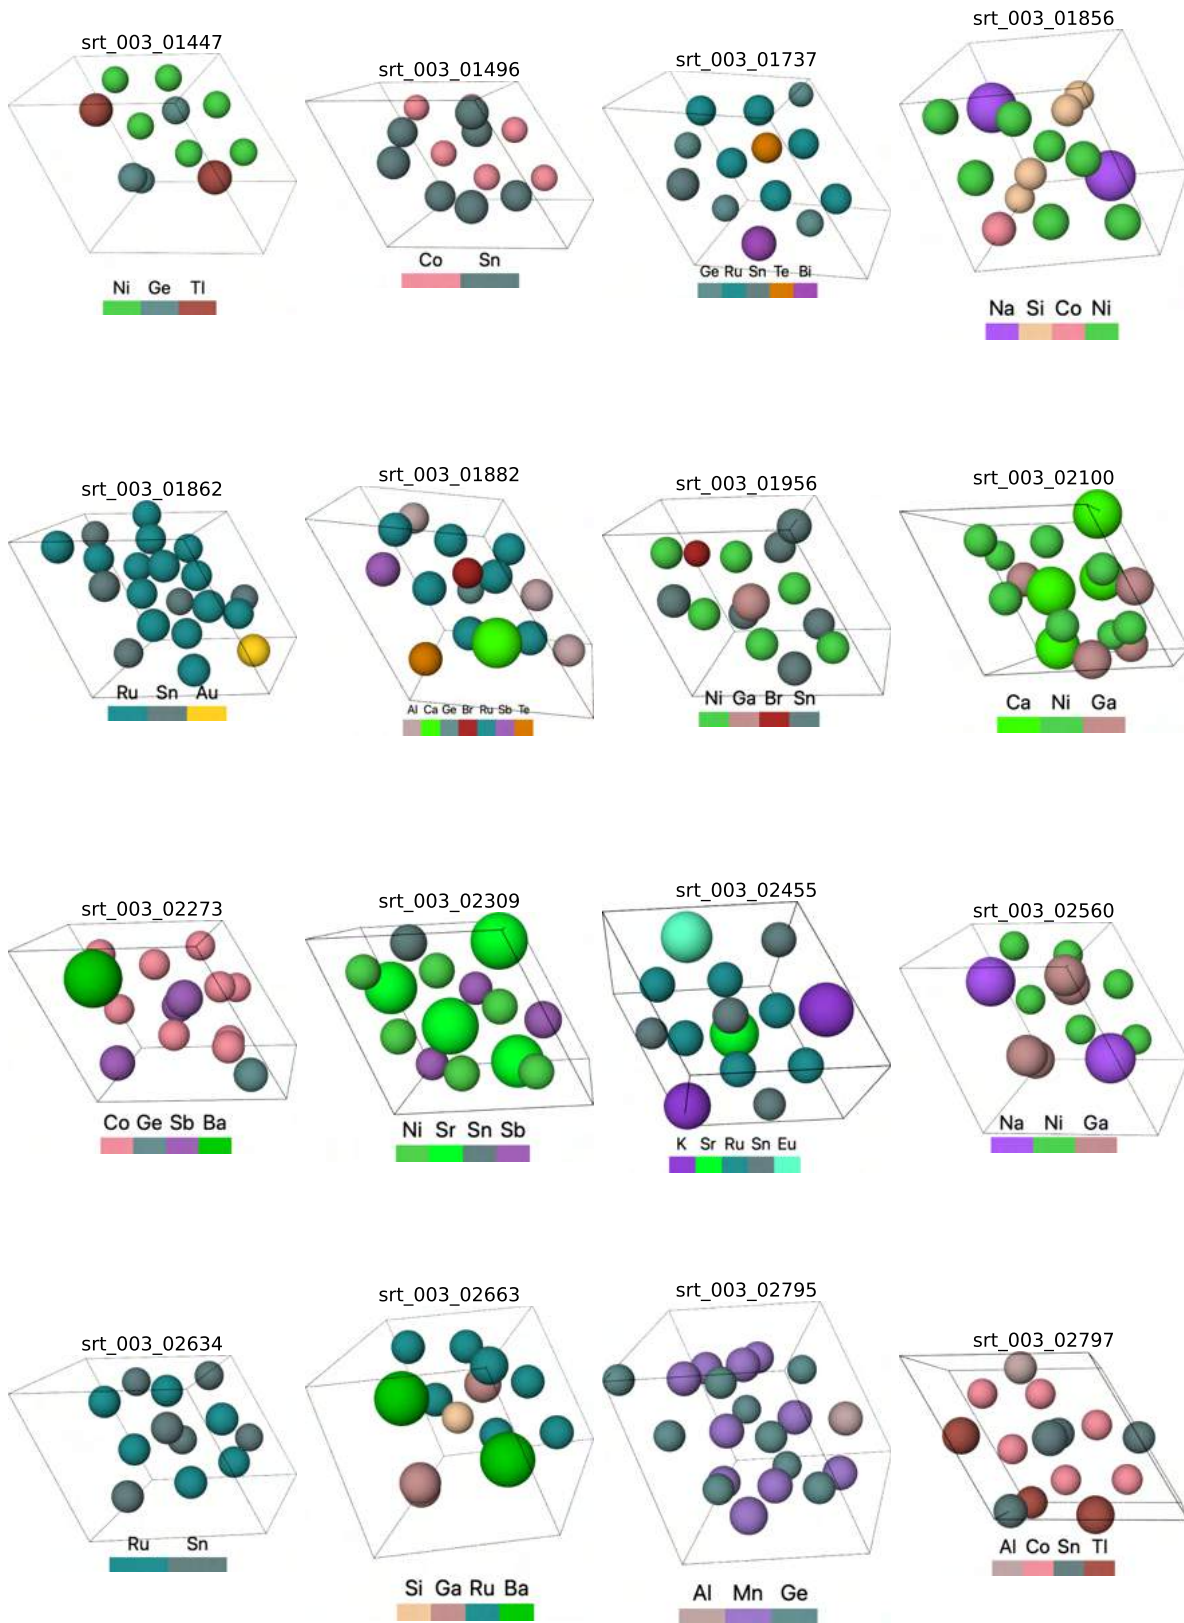 srt_003_01447
srt_003_01496
srt_003_01737
srt_003_01856
Ni Ge Tl
Co Sn
Ge Ru Sn Te Bi
Na Si Co Ni
srt_003_01862
srt_003_01882
srt_003_01956
srt_003_02100
Ru Sn Au
Al Ca Ge Br Ru Sb Te
Ni Ga Br Sn
Ca Ni Ga
srt_003_02273
srt_003_02309
srt_003_02455
srt_003_02560
Co Ge Sb Ba
Ni Sr Sn Sb
K Sr Ru Sn Eu
Na Ni Ga
srt_003_02634
srt_003_02663
srt_003_02795
srt_003_02797
Ru Sn
Si Ga Ru Ba
Al Mn Ge
Al Co Sn Tl